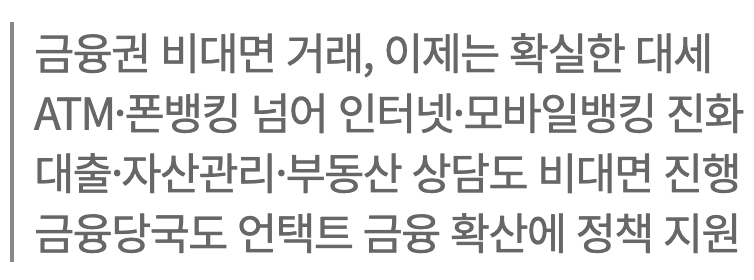 금융권 비대면 거래, 이제는 확실한 대세
ATM·폰뱅킹 넘어 인터넷·모바일뱅킹 진화
대출·자산관리·부동산 상담도 비대면 진행
금융당국도 언택트 금융 확산에 정책 지원